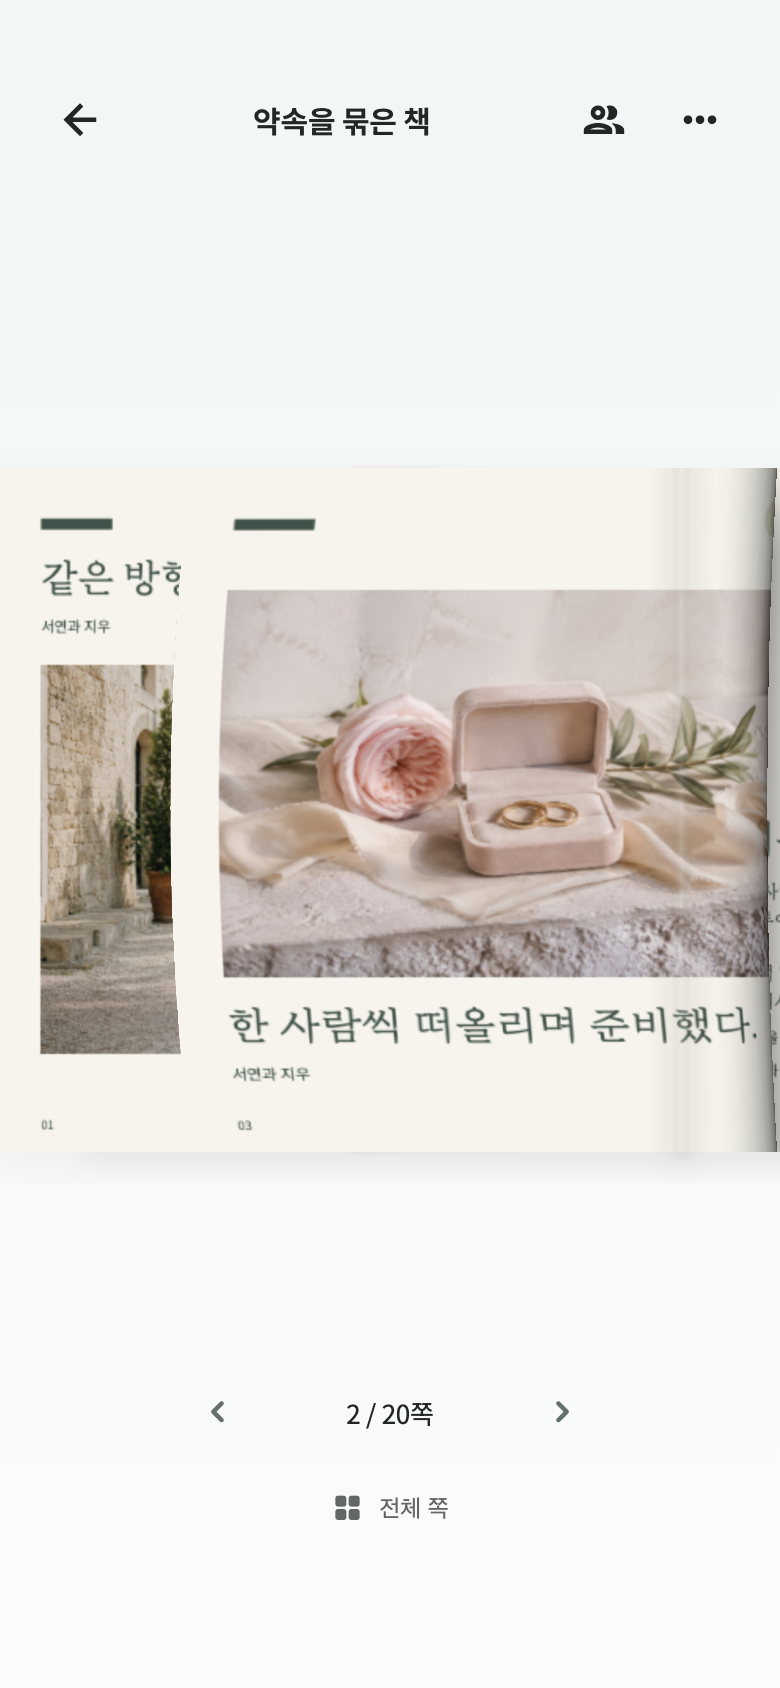 약속을 묶은 책
같은 방
서연과 지우
01
한 사람씩 떠올리며 준비했다.
서연과 지우
03
2 / 20쪽
전체 쪽